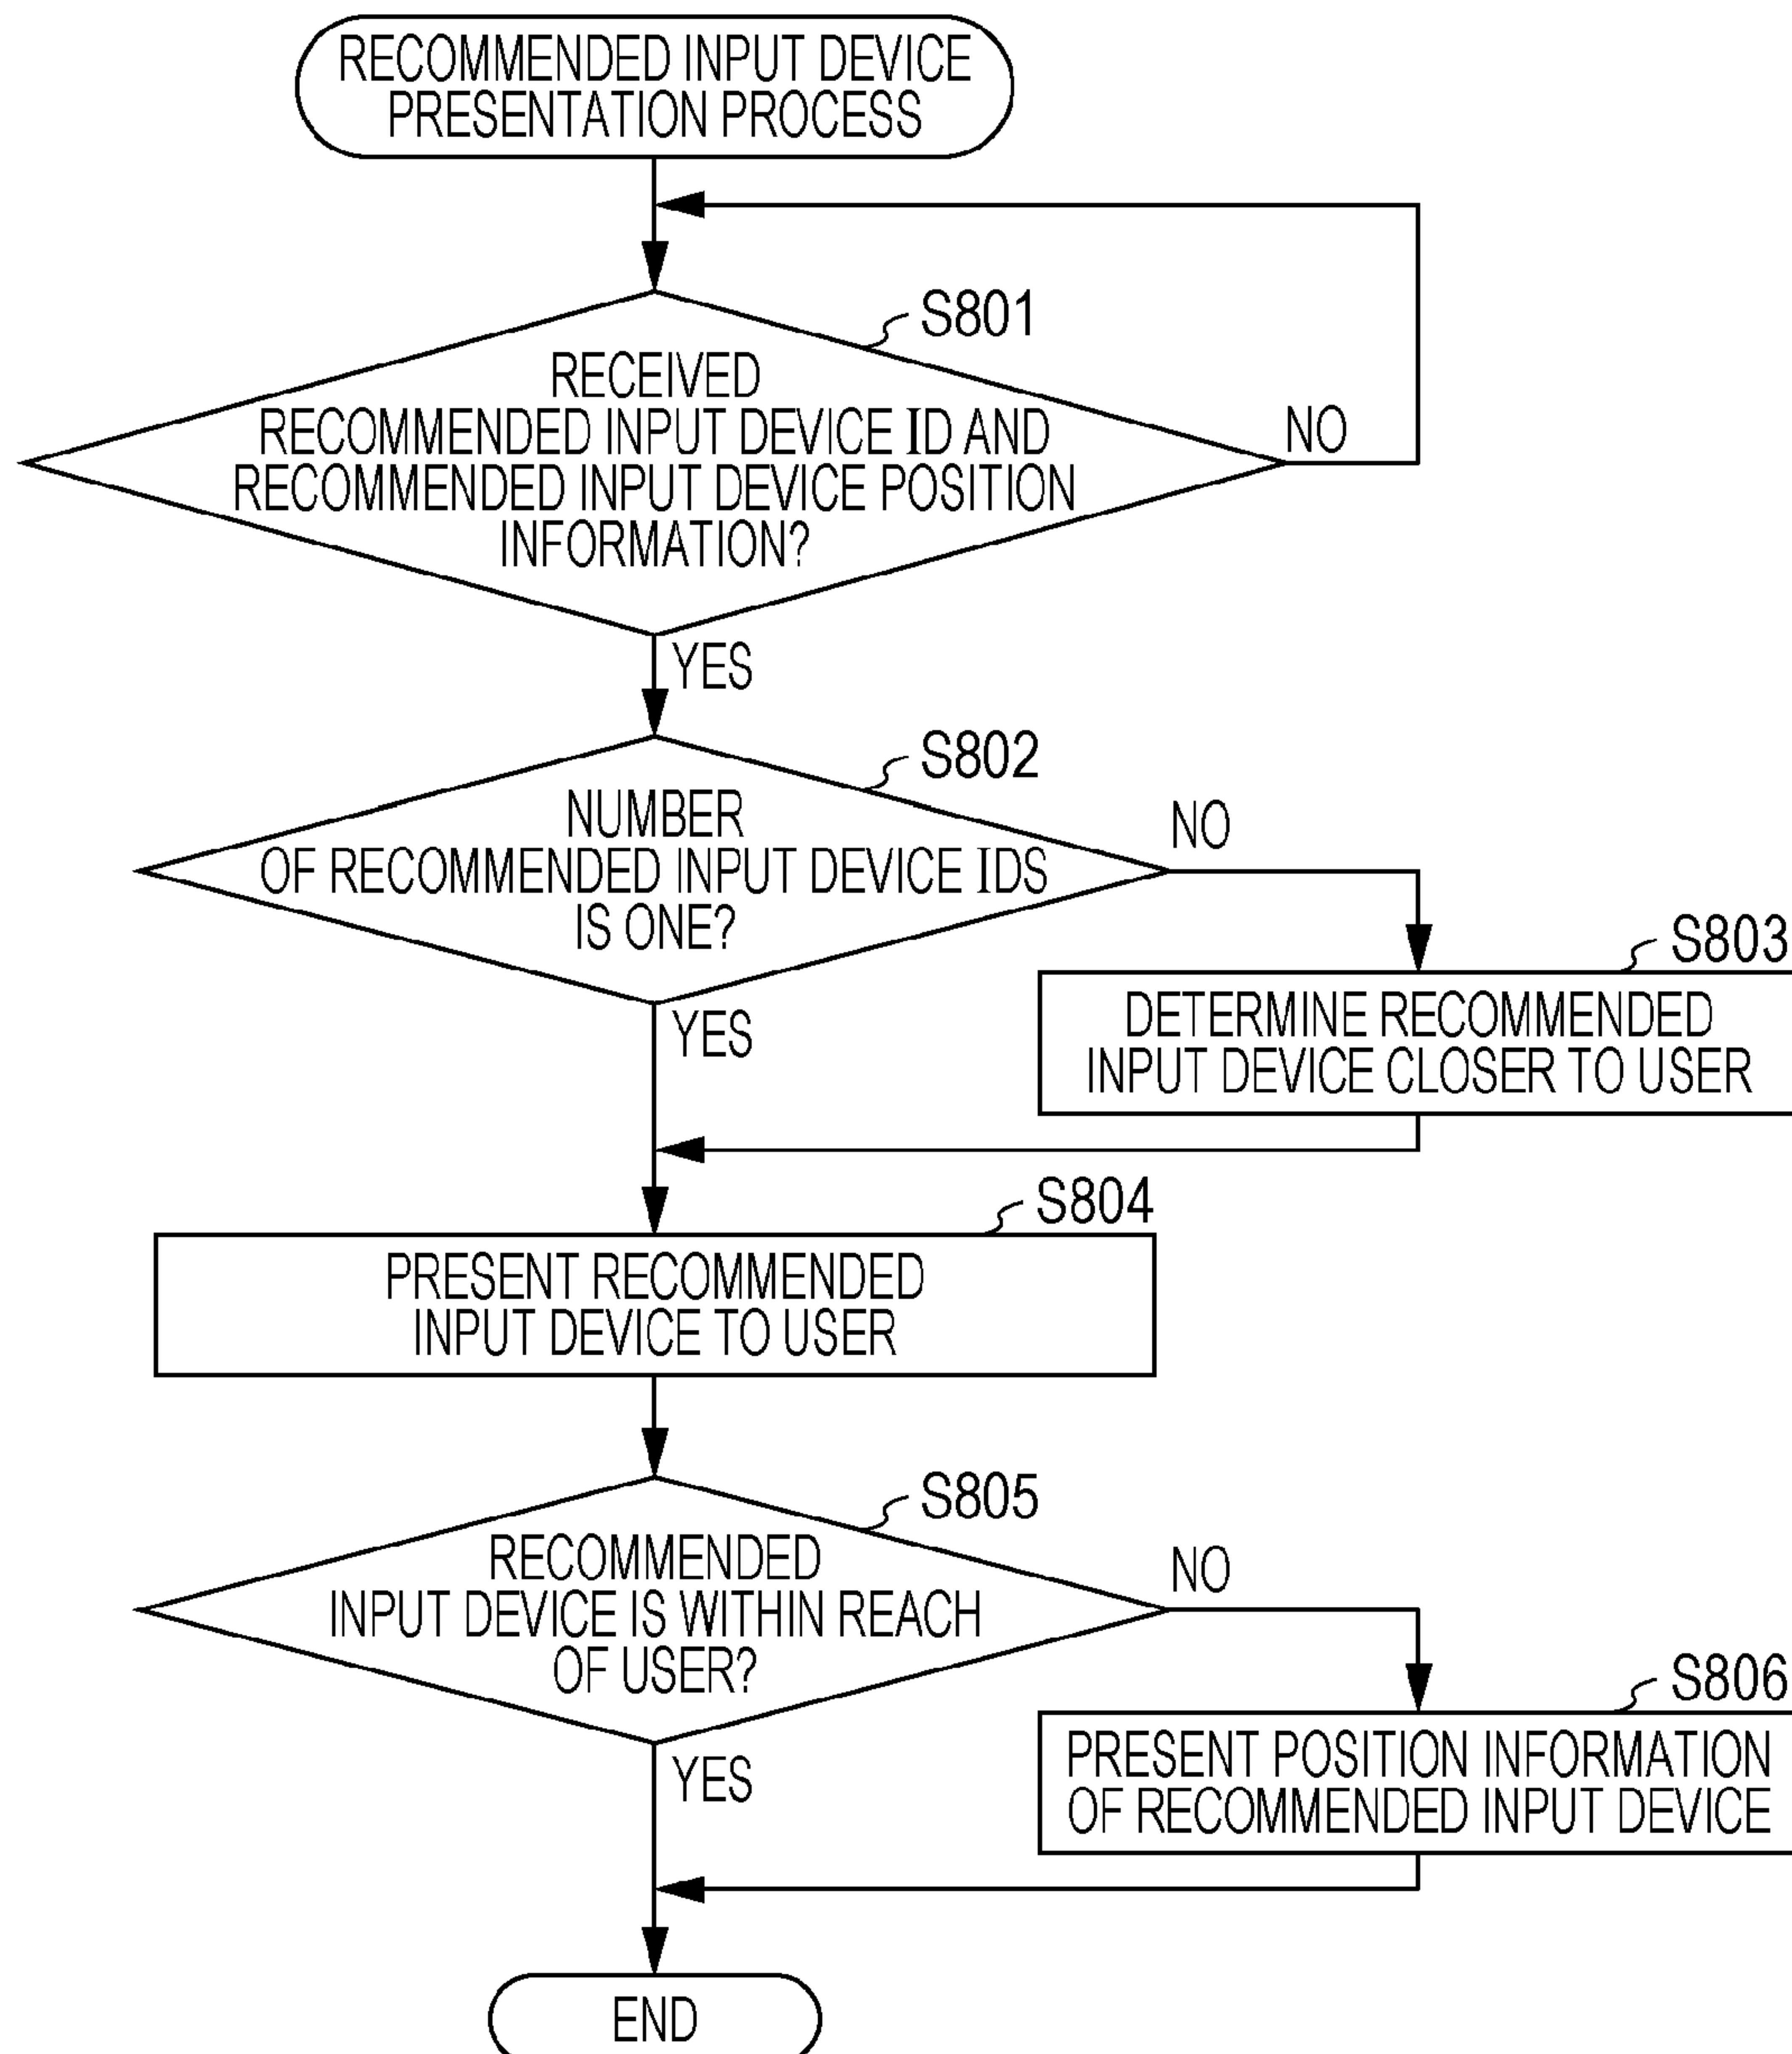 RECOMMENDED INPUT DEVICE
PRESENTATION PROCESS
S801
RECEIVED
RECOMMENDED INPUT DEVICE ID AND
RECOMMENDED INPUT DEVICE POSITION
INFORMATION?
NO
YES
S802
NUMBER
OF RECOMMENDED INPUT DEVICE IDS
IS ONE?
NO
YES
S803
DETERMINE RECOMMENDED
INPUT DEVICE CLOSER TO USER
S804
PRESENT RECOMMENDED
INPUT DEVICE TO USER
S805
RECOMMENDED
INPUT DEVICE IS WITHIN REACH
OF USER?
NO
YES
S806
PRESENT POSITION INFORMATION
OF RECOMMENDED INPUT DEVICE
END